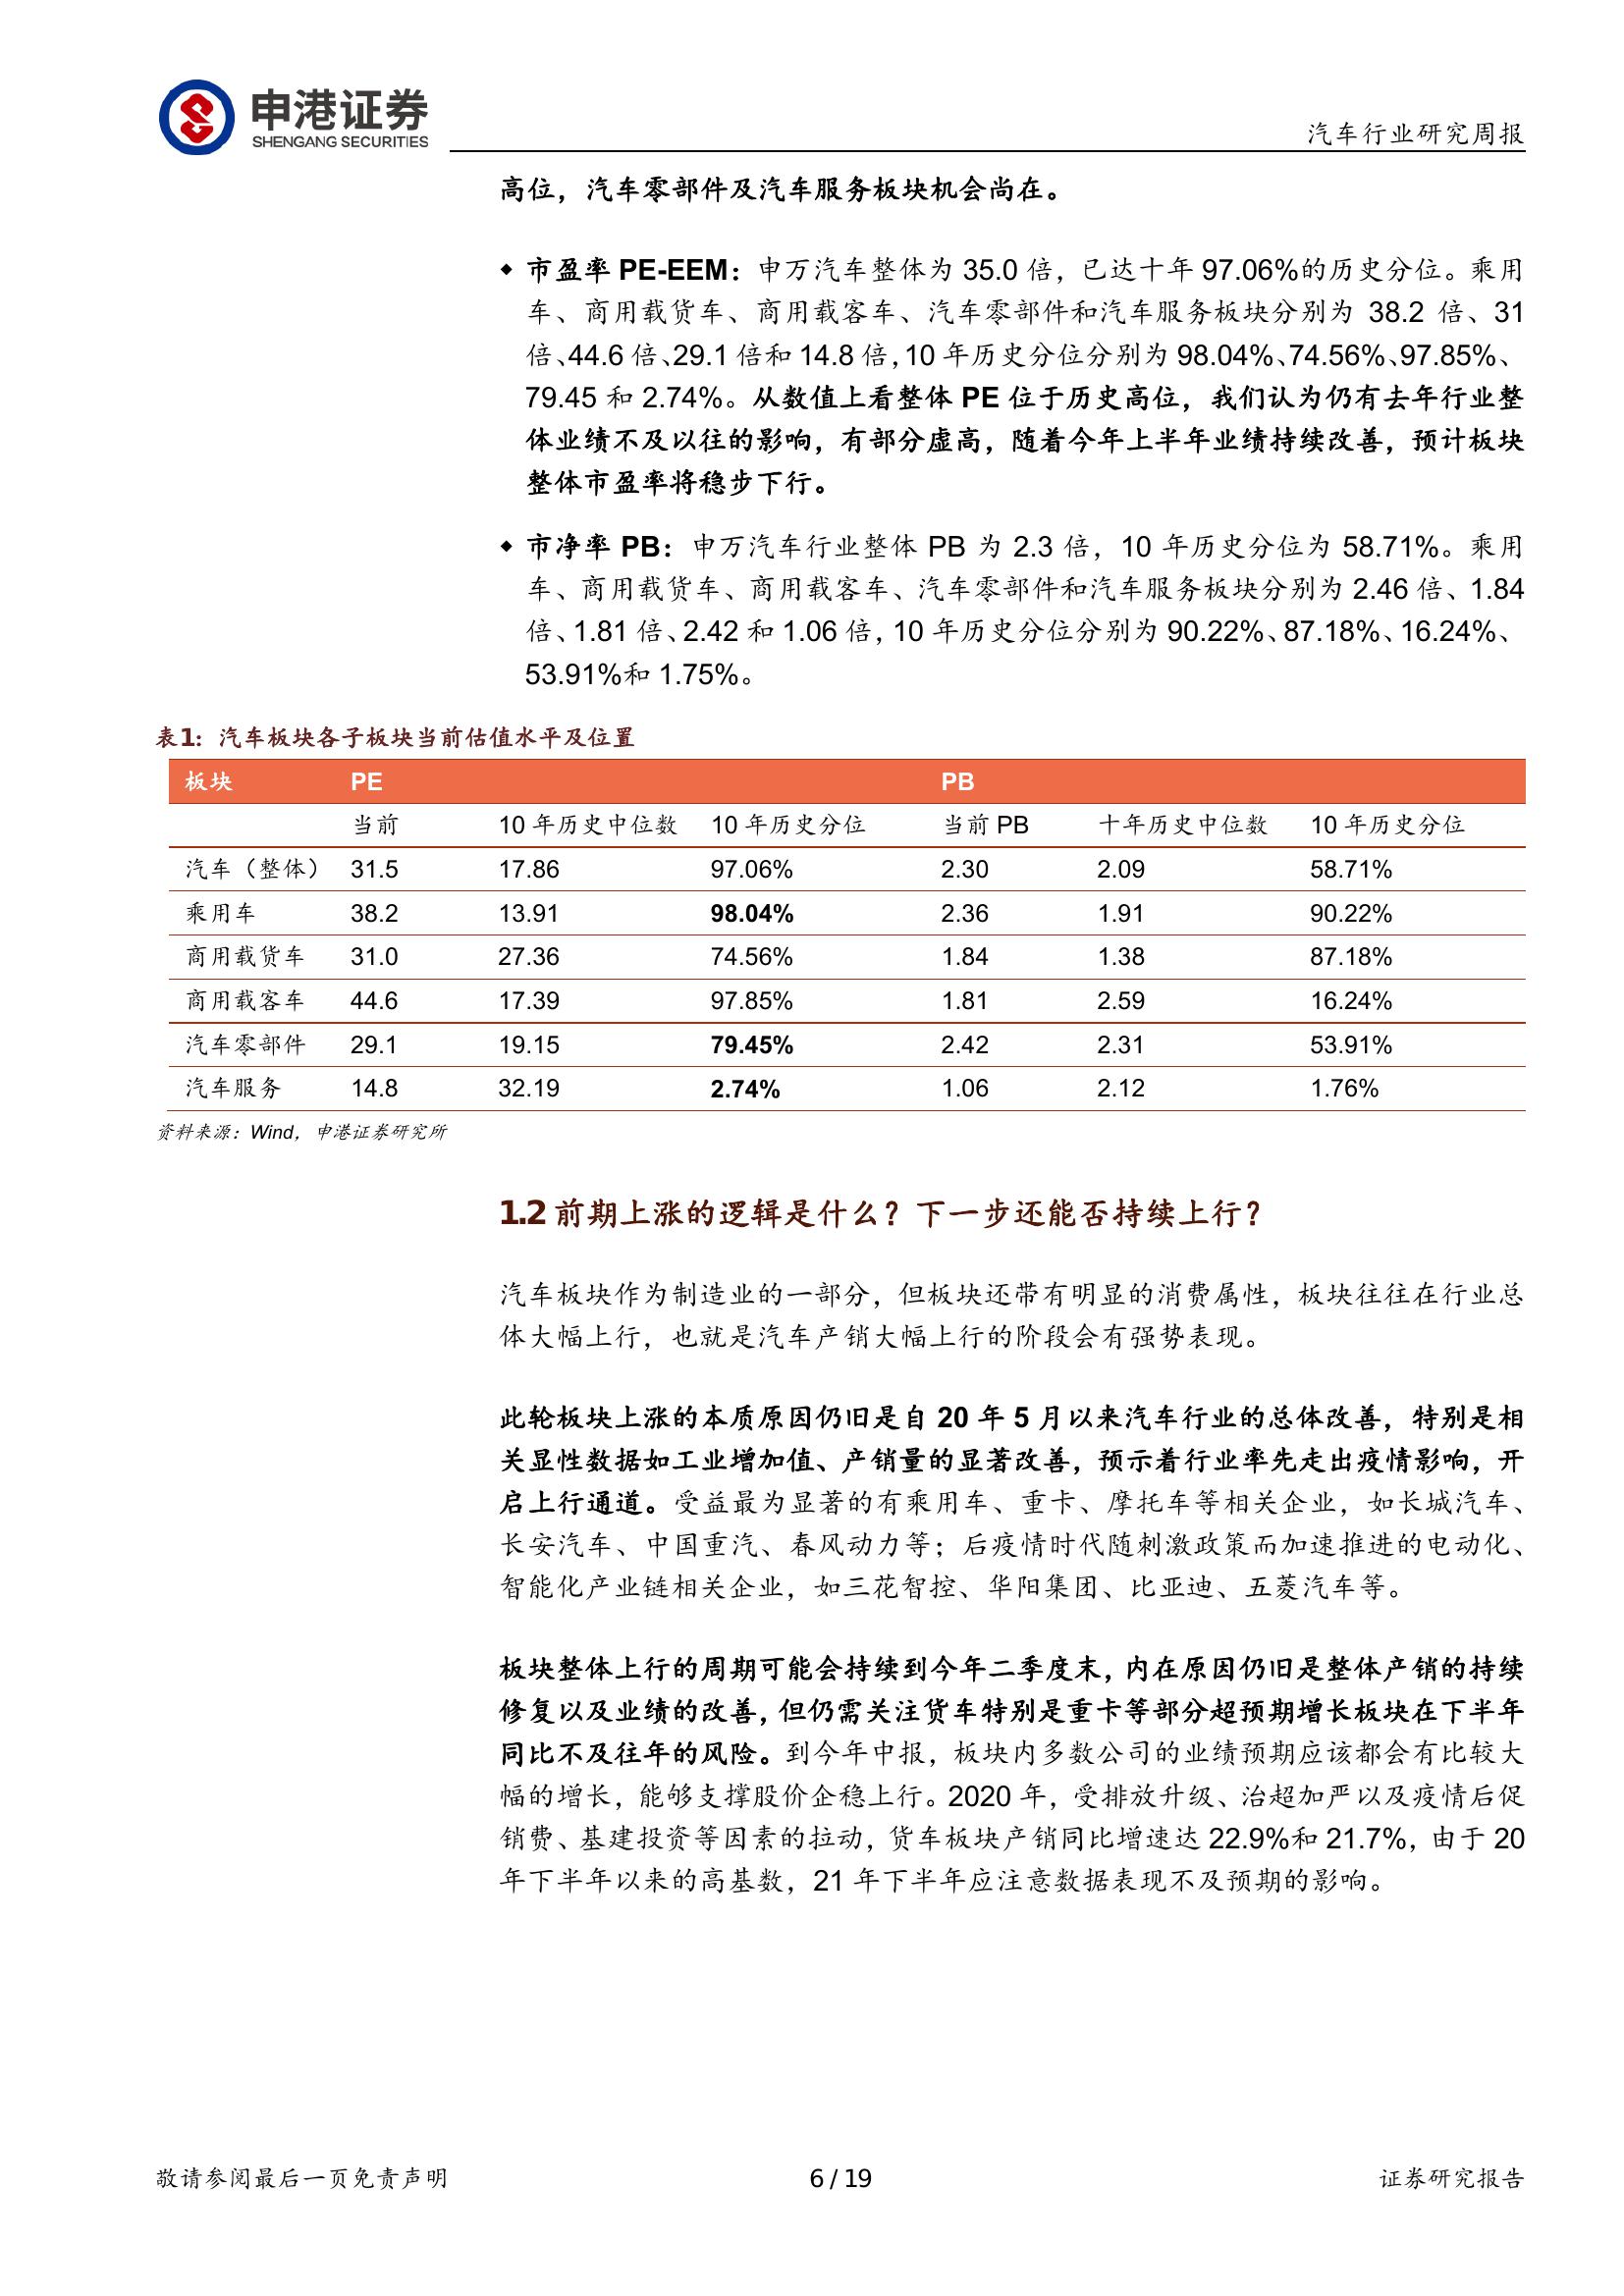 申港证券
SHENGANG SECURITIES
汽车行业研究周报
高位，汽车零部件及汽车服务板块机会尚在。
◆ 市盈率 PE-EEM：申万汽车整体为 35.0 倍，已达十年 97.06%的历史分位。乘用
车、商用载货车、商用载客车、汽车零部件和汽车服务板块分别为 38.2 倍、31
倍、44.6 倍、29.1 倍和 14.8 倍，10 年历史分位分别为 98.04%、74.56%、97.85%、
79.45 和 2.74%。从数值上看整体 PE 位于历史高位，我们认为仍有去年行业整
体业绩不及以往的影响，有部分虚高，随着今年上半年业绩持续改善，预计板块
整体市盈率将稳步下行。
◆ 市净率 PB：申万汽车行业整体 PB 为 2.3 倍，10 年历史分位为 58.71%。乘用
车、商用载货车、商用载客车、汽车零部件和汽车服务板块分别为 2.46 倍、1.84
倍、1.81 倍、2.42 和 1.06 倍，10 年历史分位分别为 90.22%、87.18%、16.24%、
53.91%和 1.75%。
表1：汽车板块各子板块当前估值水平及位置
板块 PE PB
当前 10 年历史中位数 10 年历史分位 当前 PB 十年历史中位数 10 年历史分位
汽车（整体） 31.5 17.86 97.06% 2.30 2.09 58.71%
乘用车 38.2 13.91 98.04% 2.36 1.91 90.22%
商用载货车 31.0 27.36 74.56% 1.84 1.38 87.18%
商用载客车 44.6 17.39 97.85% 1.81 2.59 16.24%
汽车零部件 29.1 19.15 79.45% 2.42 2.31 53.91%
汽车服务 14.8 32.19 2.74% 1.06 2.12 1.76%
资料来源：Wind，申港证券研究所
1.2 前期上涨的逻辑是什么？下一步还能否持续上行？
汽车板块作为制造业的一部分，但板块还带有明显的消费属性，板块往往在行业总
体大幅上行，也就是汽车产销大幅上行的阶段会有强势表现。
此轮板块上涨的本质原因仍旧是自 20 年 5 月以来汽车行业的总体改善，特别是相
关显性数据如工业增加值、产销量的显著改善，预示着行业率先走出疫情影响，开
启上行通道。受益最为显著的有乘用车、重卡、摩托车等相关企业，如长城汽车、
长安汽车、中国重汽、春风动力等；后疫情时代随刺激政策而加速推进的电动化、
智能化产业链相关企业，如三花智控、华阳集团、比亚迪、五菱汽车等。
板块整体上行的周期可能会持续到今年二季度末，内在原因仍旧是整体产销的持续
修复以及业绩的改善，但仍需关注货车特别是重卡等部分超预期增长板块在下半年
同比不及往年的风险。到今年中报，板块内多数公司的业绩预期应该都会有比较大
幅的增长，能够支撑股价企稳上行。2020 年，受排放升级、治超加严以及疫情后促
销费、基建投资等因素的拉动，货车板块产销同比增速达 22.9%和 21.7%，由于 20
年下半年以来的高基数，21 年下半年应注意数据表现不及预期的影响。
敬请参阅最后一页免责声明
6 / 19
证券研究报告